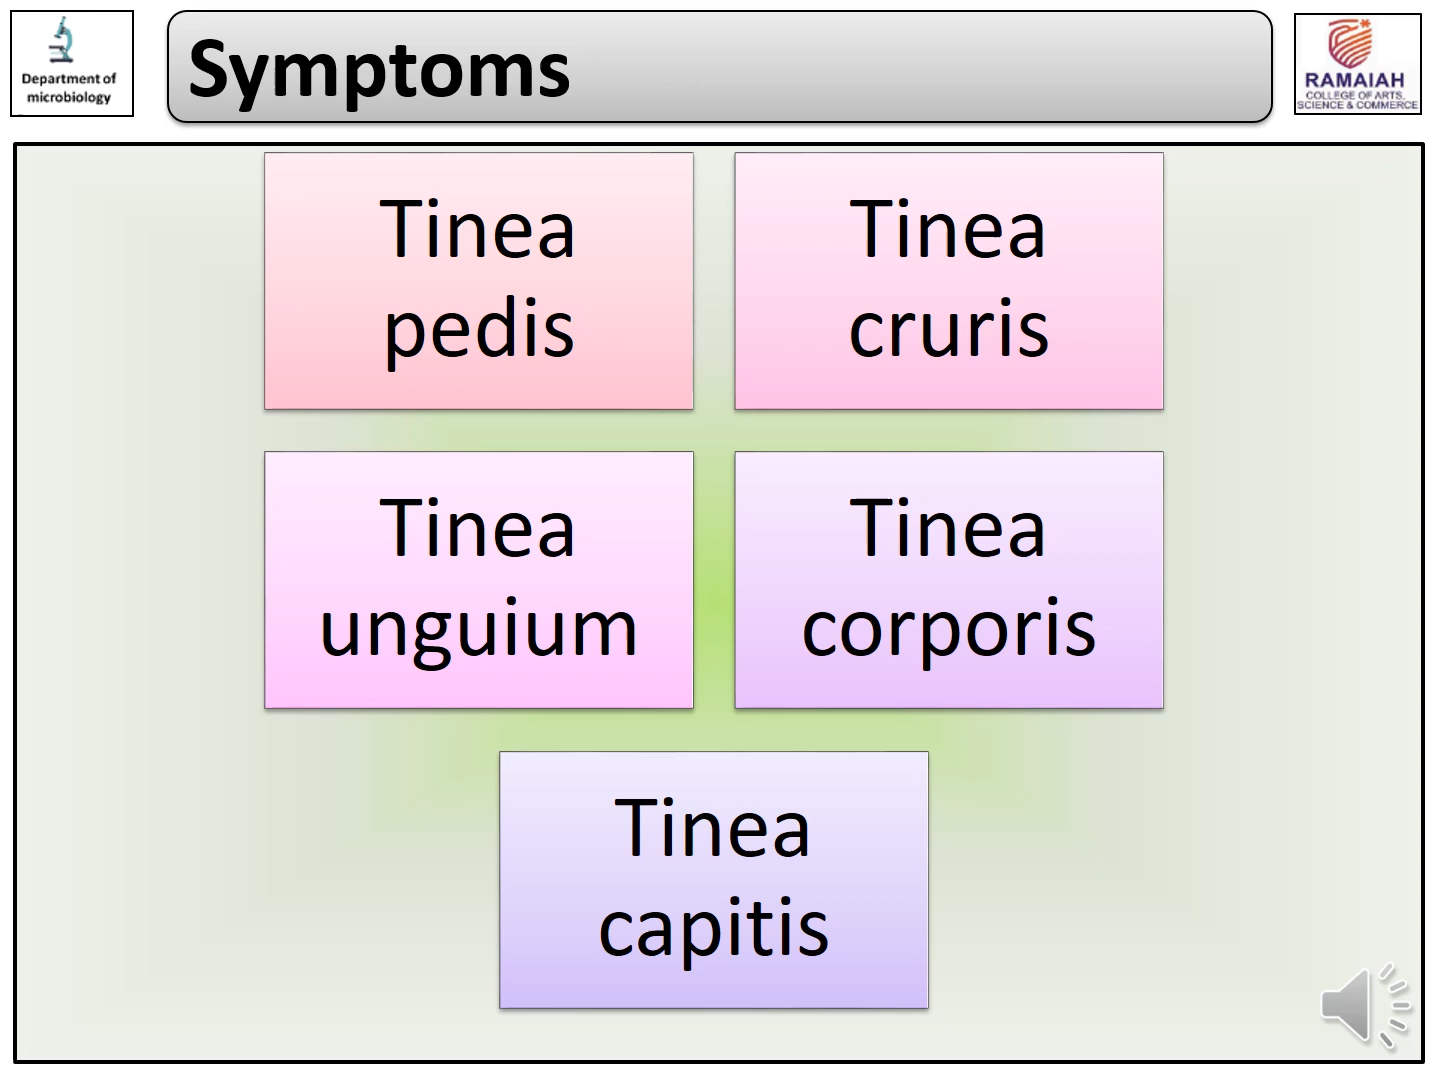 Department of
microbiology
Symptoms
RAMAIAH
COLLEGE OF ARTS,
SCIENCE & COMMERCE
Tinea
pedis
Tinea
cruris
Tinea
unguium
Tinea
corporis
Tinea
capitis